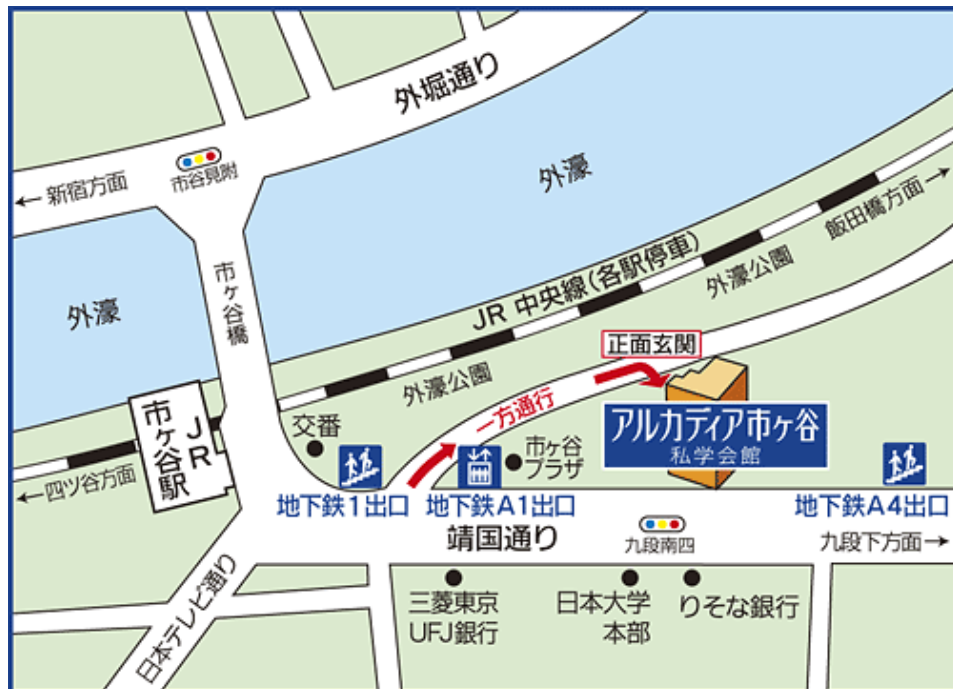 外堀通り
市谷見附
←新宿方面
外濠
飯田橋方面→
市ヶ谷橋
外濠
JR 中央線(各駅停車)
外濠公園
正面玄関
外濠公園
一方通行
アルカディア市ヶ谷
私学会館
交番
市ヶ谷
プラザ
JR
市ヶ谷駅
←四ツ谷方面
地下鉄1出口
地下鉄A1出口
地下鉄A4出口
靖国通り
九段南四
九段下方面→
日本テレビ通り
三菱東京
UFJ銀行
日本大学
本部
りそな銀行